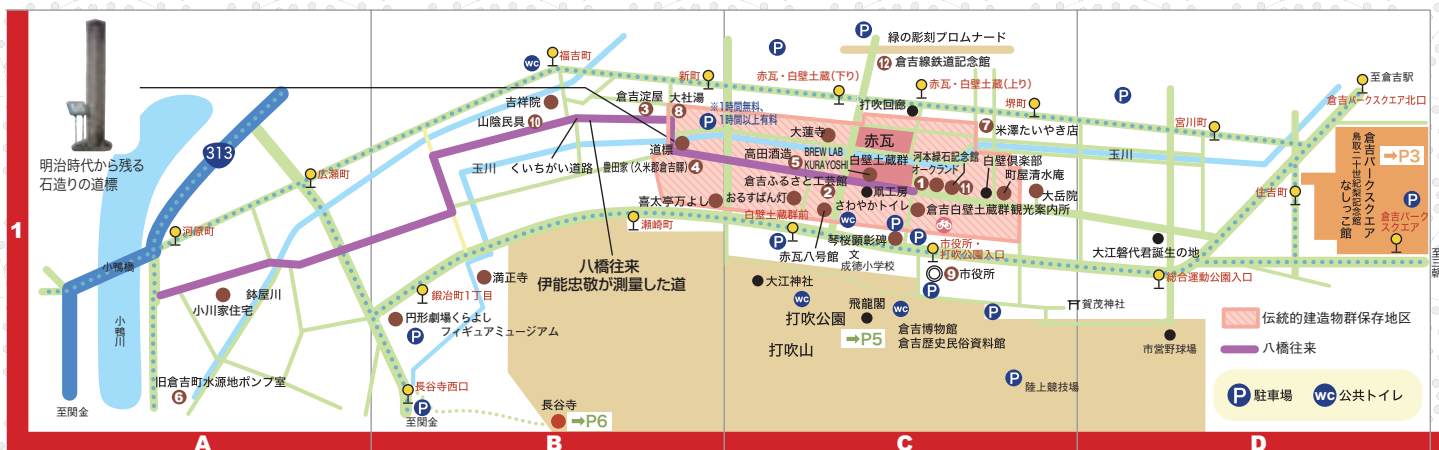 明治時代から残る
石造りの道標
313
広瀬町
河原町
小鴨橋
小鴨川
鉢屋川
小川家住宅
旧倉吉町水源地ポンプ室
6
至関金
1
A
WC
福吉町
吉祥院
山陰民具
10
玉川
くいちがい道路
豊田家(久米郡倉吉驛)
4
倉吉淀屋
3
大社湯
8
新町
P
※1時間無料、
1時間以上有料
道標
喜太亭万よし
瀬崎町
八橋往来
伊能忠敬が測量した道
満正寺
鍛冶町1丁目
円形劇場くらよし
フィギュアミュージアム
P
長谷寺西口
P
至関金
長谷寺
➡P6
B
P
P
緑の彫刻プロムナード
12
倉吉線鉄道記念館
赤瓦・白壁土蔵(下り)
赤瓦・白壁土蔵(上り)
打吹回廊
堺町
7
米澤たいやき店
大蓮寺
赤瓦
高田酒造
5
BREW LAB
KURAYOSHI
白壁土蔵群
河本緑石記念館
オークランド
1
11
白壁倶楽部
町屋清水庵
大岳院
倉吉ふるさと工芸館
2
凧工房
おるすばん灯
さわやかトイレ
倉吉白壁土蔵群観光案内所
白壁土蔵群前
WC
P
P
P
琴桜顕彰碑
赤瓦八号館
文
成徳小学校
市役所・
打吹公園入口
9
市役所
P
大江神社
WC
打吹公園
飛龍閣
WC
➡P5
倉吉博物館
倉吉歴史民俗資料館
打吹山
P
P
陸上競技場
賀茂神社
C
P
宮川町
玉川
至倉吉駅
倉吉パークスクエア北口
倉吉パークスクエア
鳥取二十世紀梨記念館
なしっこ館
➡P3
P
倉吉パーク
スクエア
住吉町
大江磐代君誕生の地
総合運動公園入口
市営野球場
伝統的建造物群保存地区
八橋往来
P
駐車場
WC
公共トイレ
D